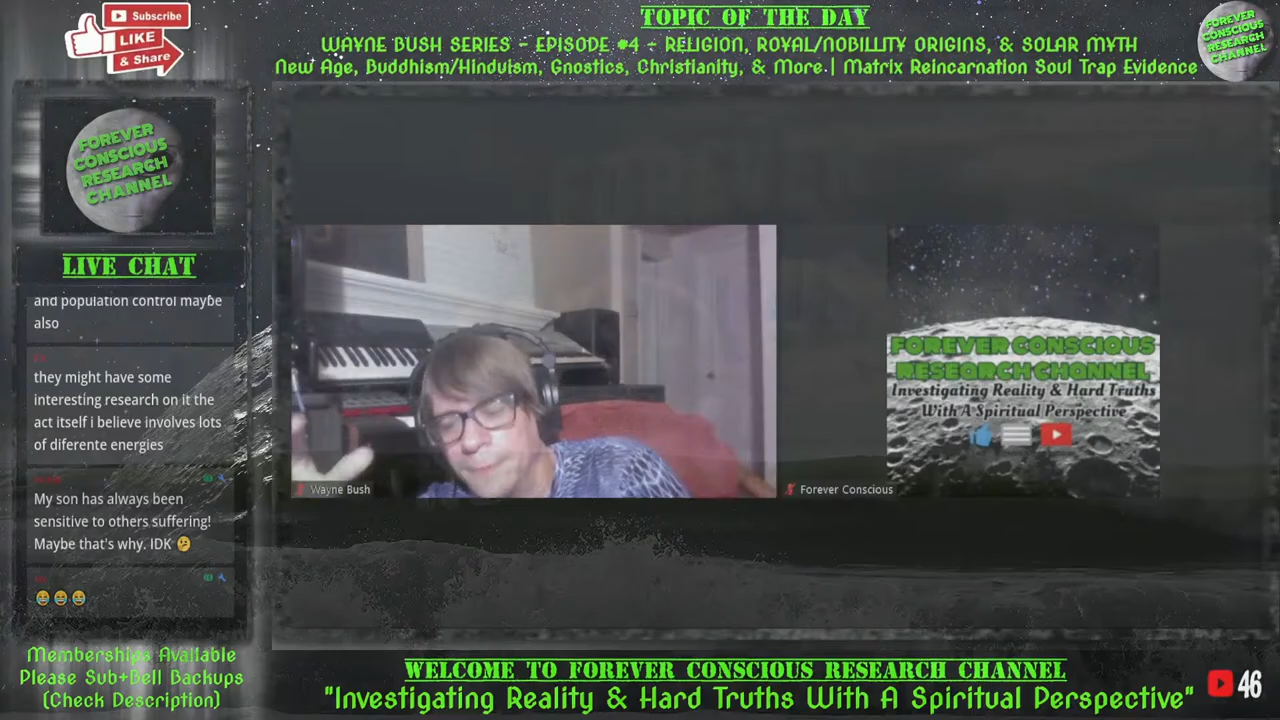 Subscribe
LIKE
& Share
TOPIC OF THE DAY
WAYNE BUSH SERIES - EPISODE #4 - RELIGION, ROYAL/NOBILLITY ORIGINS, & SOLAR MYTH
New Age, Buddhism/Hinduism, Gnostics, Christianity, & More.| Matrix Reincarnation Soul Trap Evidence
FOREVER
CONSCIOUS
RESEARCH
CHANNEL
FOREVER
CONSCIOUS
RESEARCH
CHANNEL
LIVE CHAT
and population control maybe
also
they might have some
interesting research on it the
act itself i believe involves lots
of diferente energies
My son has always been
sensitive to others suffering!
Maybe that's why. IDK 😕
😂 😂 😂
Memberships Available
Please Sub+Bell Backups
(Check Description)
Wayne Bush
FOREVER CONSCIOUS
RESEARCH CHANNEL
Investigating Reality & Hard Truths
With A Spiritual Perspective
Forever Conscious
WELCOME TO FOREVER CONSCIOUS RESEARCH CHANNEL
"Investigating Reality & Hard Truths With A Spiritual Perspective"
46